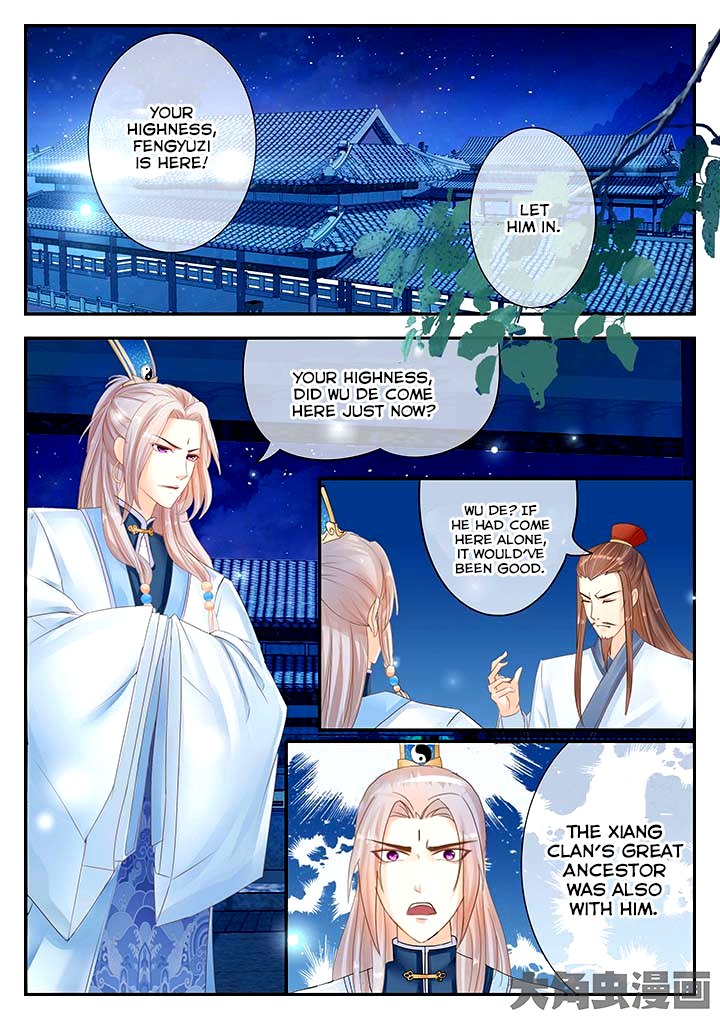 YOUR
HIGHNESS,
FENGYUZI
IS HERE!
LET
HIM IN.
YOUR HIGHNESS,
DID WU DE COME
HERE JUST NOW?
WU DE? IF
HE HAD COME
HERE ALONE,
IT WOULD'VE
BEEN GOOD.
THE XIANG
CLAN'S GREAT
ANCESTOR
WAS ALSO
WITH HIM.
大角虫漫画